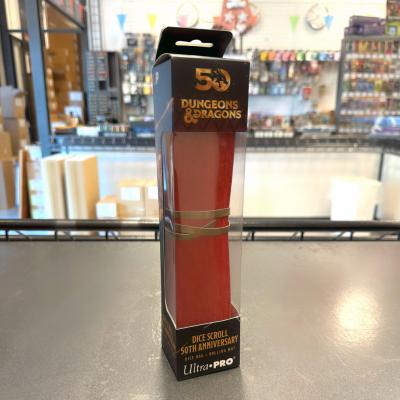 50
DUNGEONS
& DRAGONS
DICE SCROLL
50TH ANNIVERSARY
DICE BAG + ROLLING MAT
Ultra•PRO